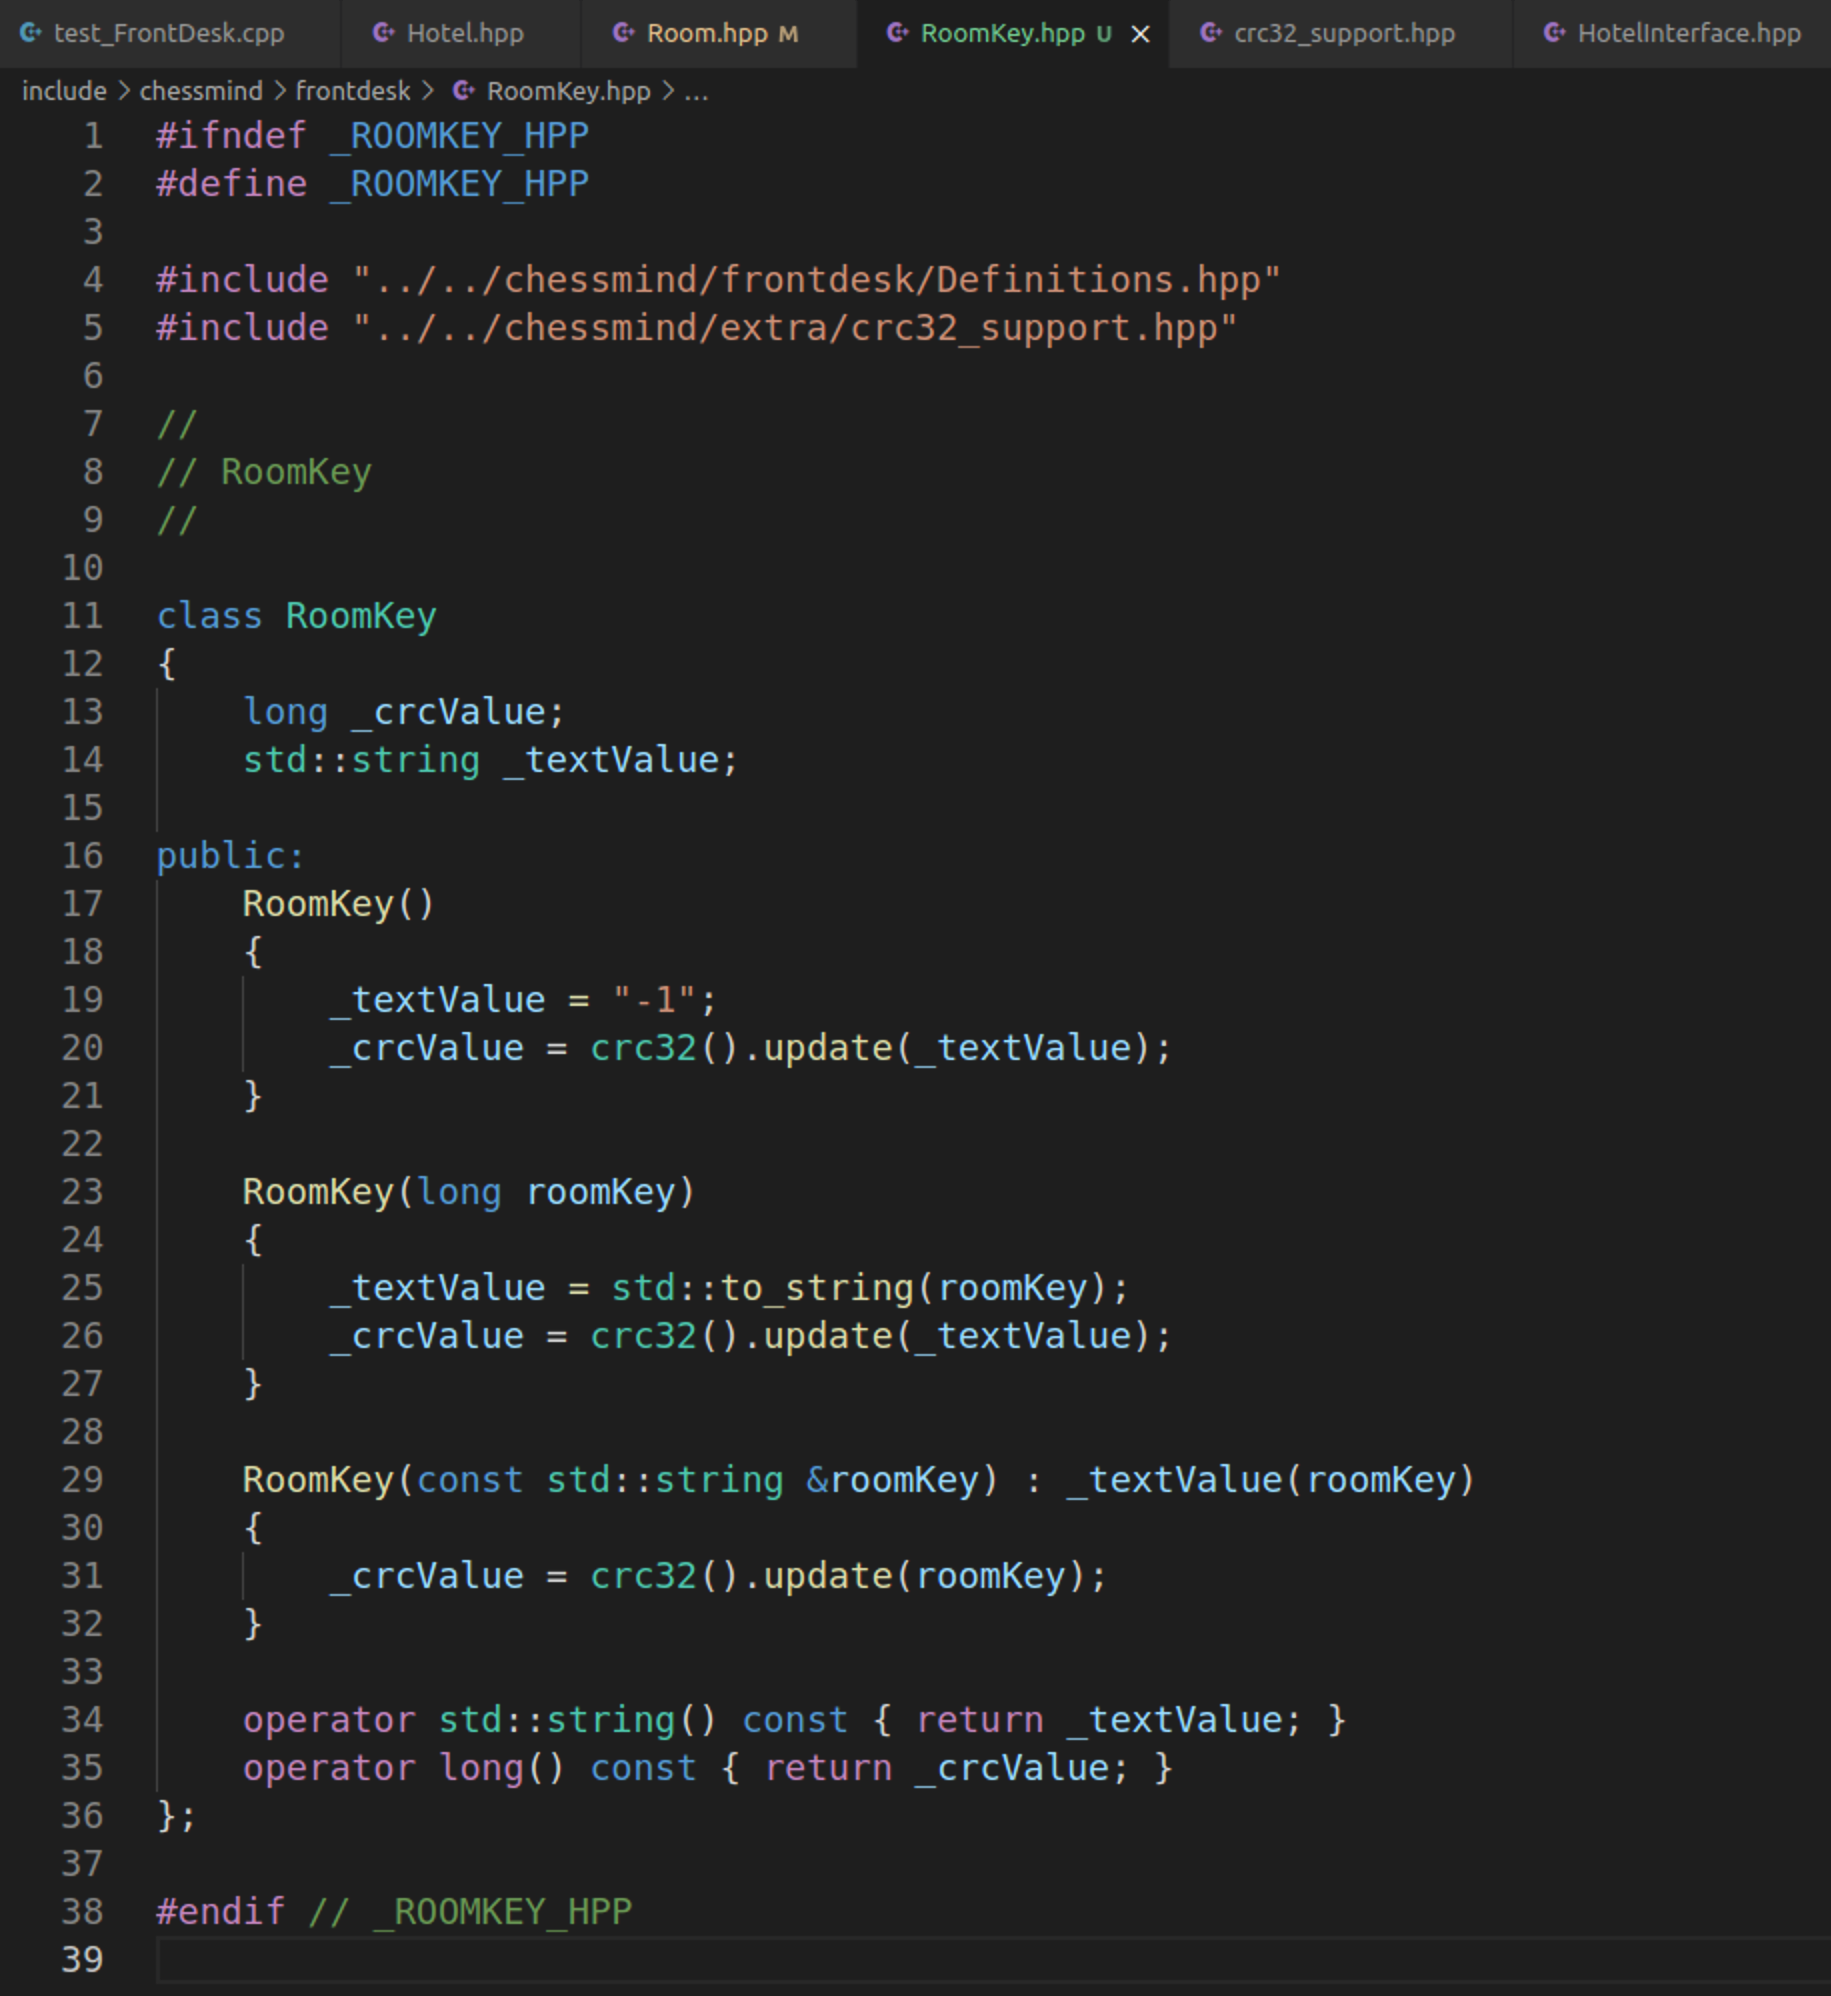 test_FrontDesk.cpp Hotel.hpp Room.hpp M RoomKey.hpp U × crc32_support.hpp HotelInterface.hpp
include > chessmind > frontdesk > RoomKey.hpp > ...
1 #ifndef _ROOMKEY_HPP
2 #define _ROOMKEY_HPP
3
4 #include "../../chessmind/frontdesk/Definitions.hpp"
5 #include "../../chessmind/extra/crc32_support.hpp"
6
7 //
8 // RoomKey
9 //
10
11 class RoomKey
12 {
13     long _crcValue;
14     std::string _textValue;
15
16 public:
17     RoomKey()
18     {
19         _textValue = "-1";
20         _crcValue = crc32().update(_textValue);
21     }
22
23     RoomKey(long roomKey)
24     {
25         _textValue = std::to_string(roomKey);
26         _crcValue = crc32().update(_textValue);
27     }
28
29     RoomKey(const std::string &roomKey) : _textValue(roomKey)
30     {
31         _crcValue = crc32().update(roomKey);
32     }
33
34     operator std::string() const { return _textValue; }
35     operator long() const { return _crcValue; }
36 };
37
38 #endif // _ROOMKEY_HPP
39